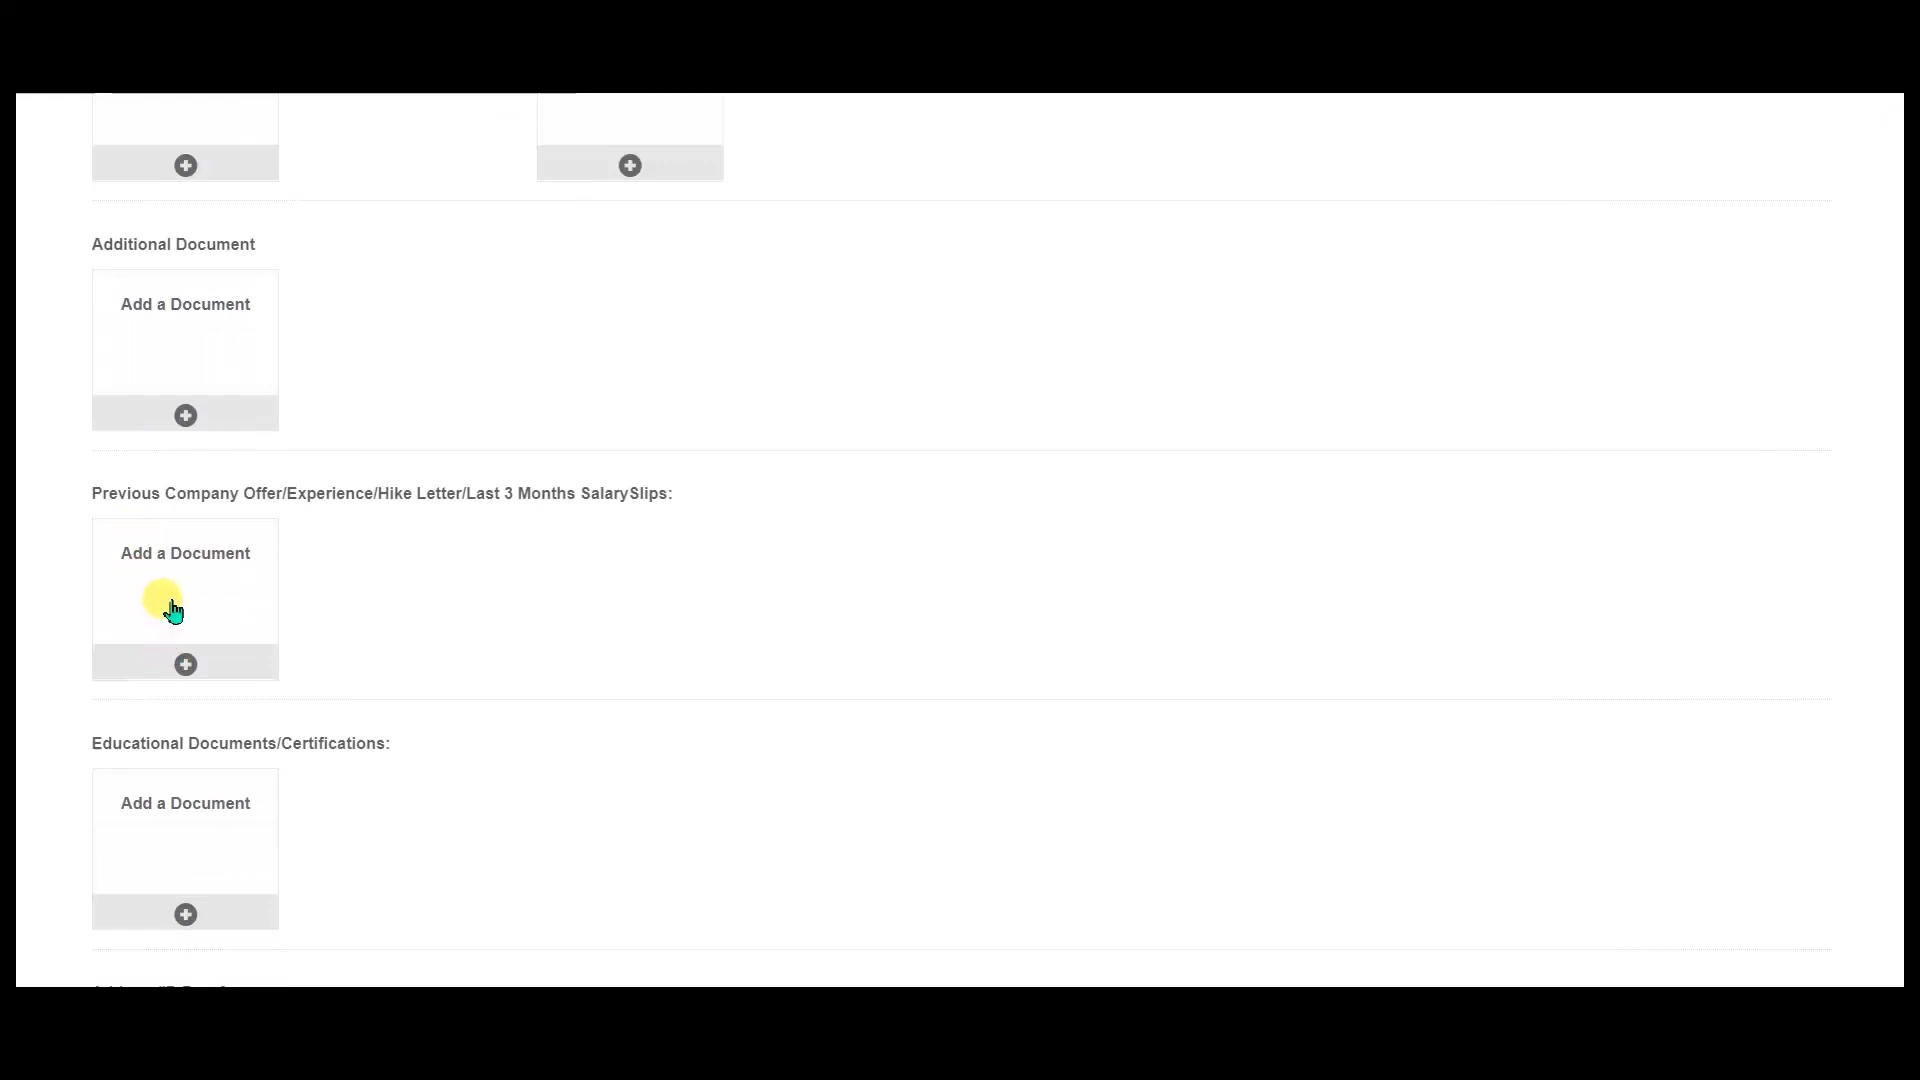 Additional Document
Add a Document
Previous Company Offer/Experience/Hike Letter/Last 3 Months SalarySlips:
Add a Document
Educational Documents/Certifications:
Add a Document